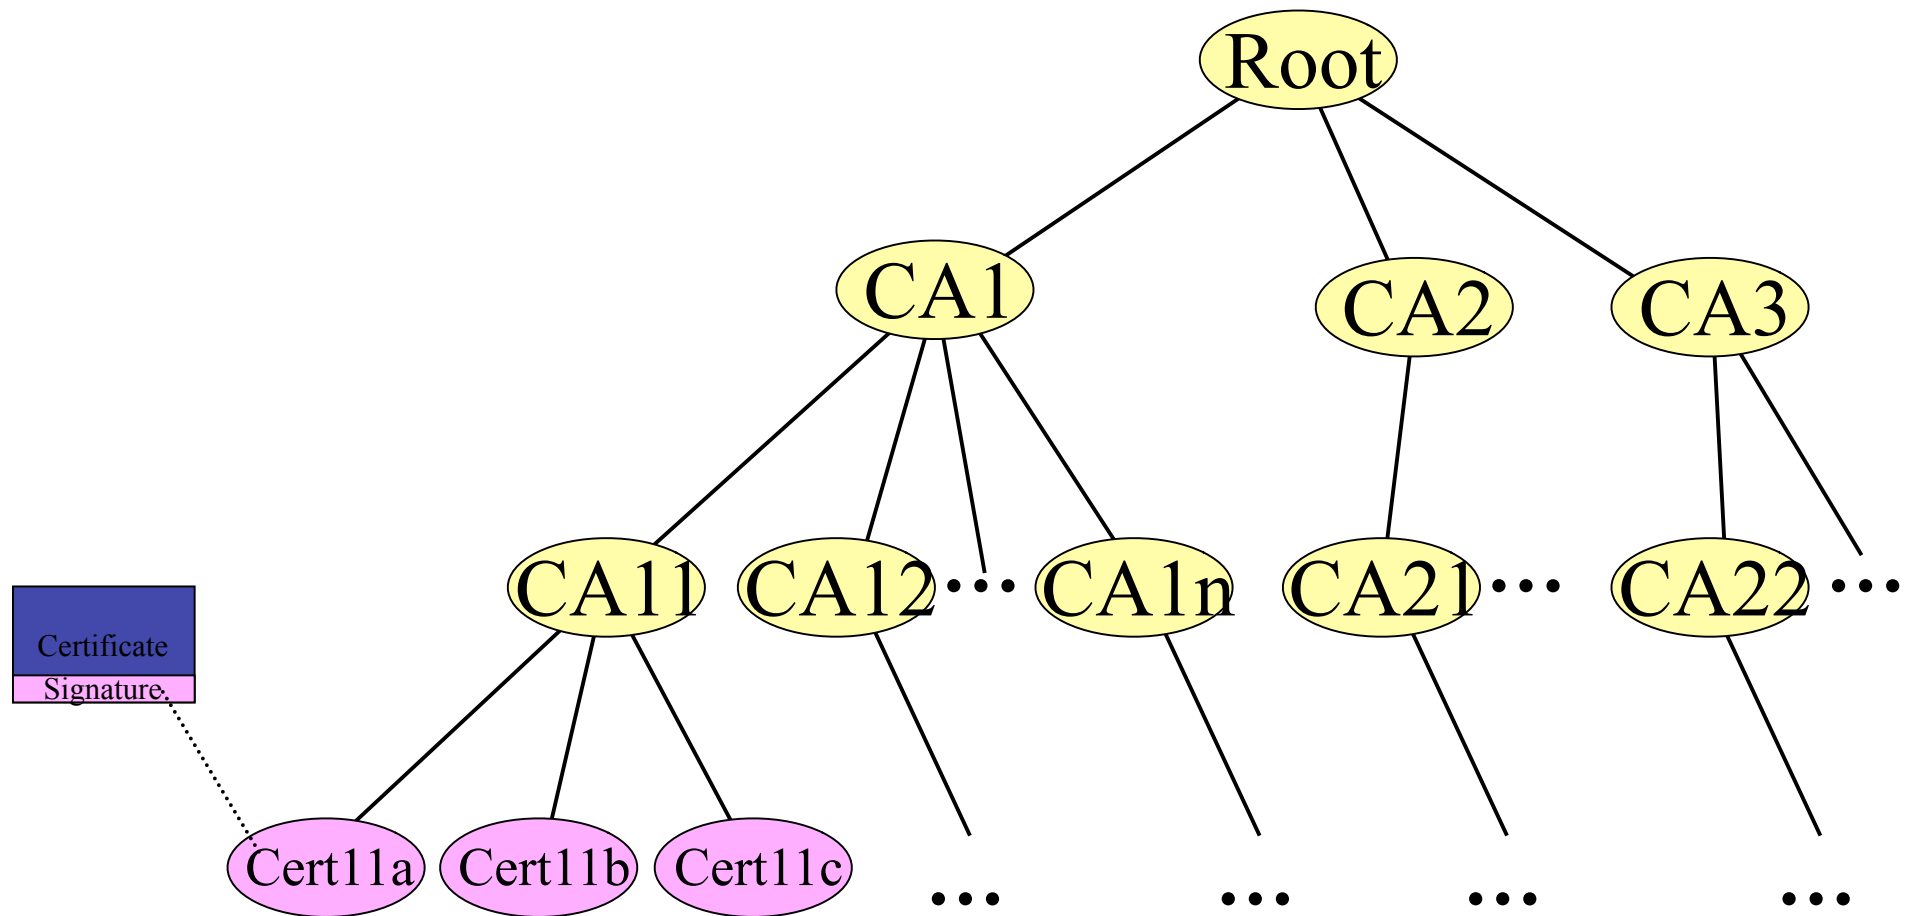 Root
CA1
CA2
CA3
CA11
CA12
...
CA1n
CA21
...
CA22
...
Certificate
Signature
Cert11a
Cert11b
Cert11c
...
...
...
...